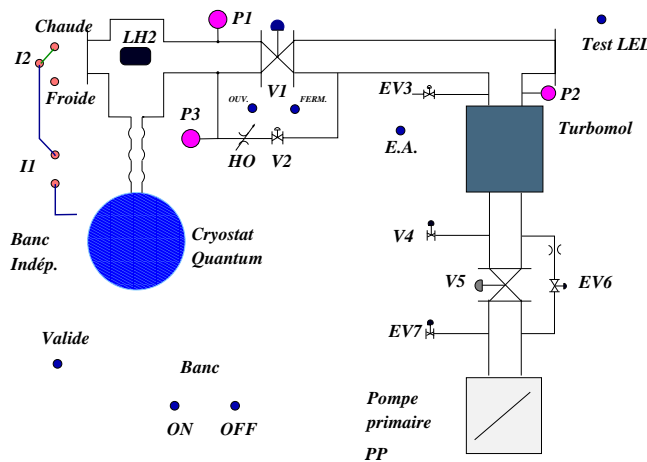 Chaude
P1
LH2
I2
Test LED
Froide
V1
EV3
P2
OUV.
FERM.
P3
Turbomol
HO
V2
E.A.
I1
Banc
Indép.
Cryostat
Quantum
V4
V5
EV6
EV7
Valide
Banc
ON
OFF
Pompe
primaire
PP